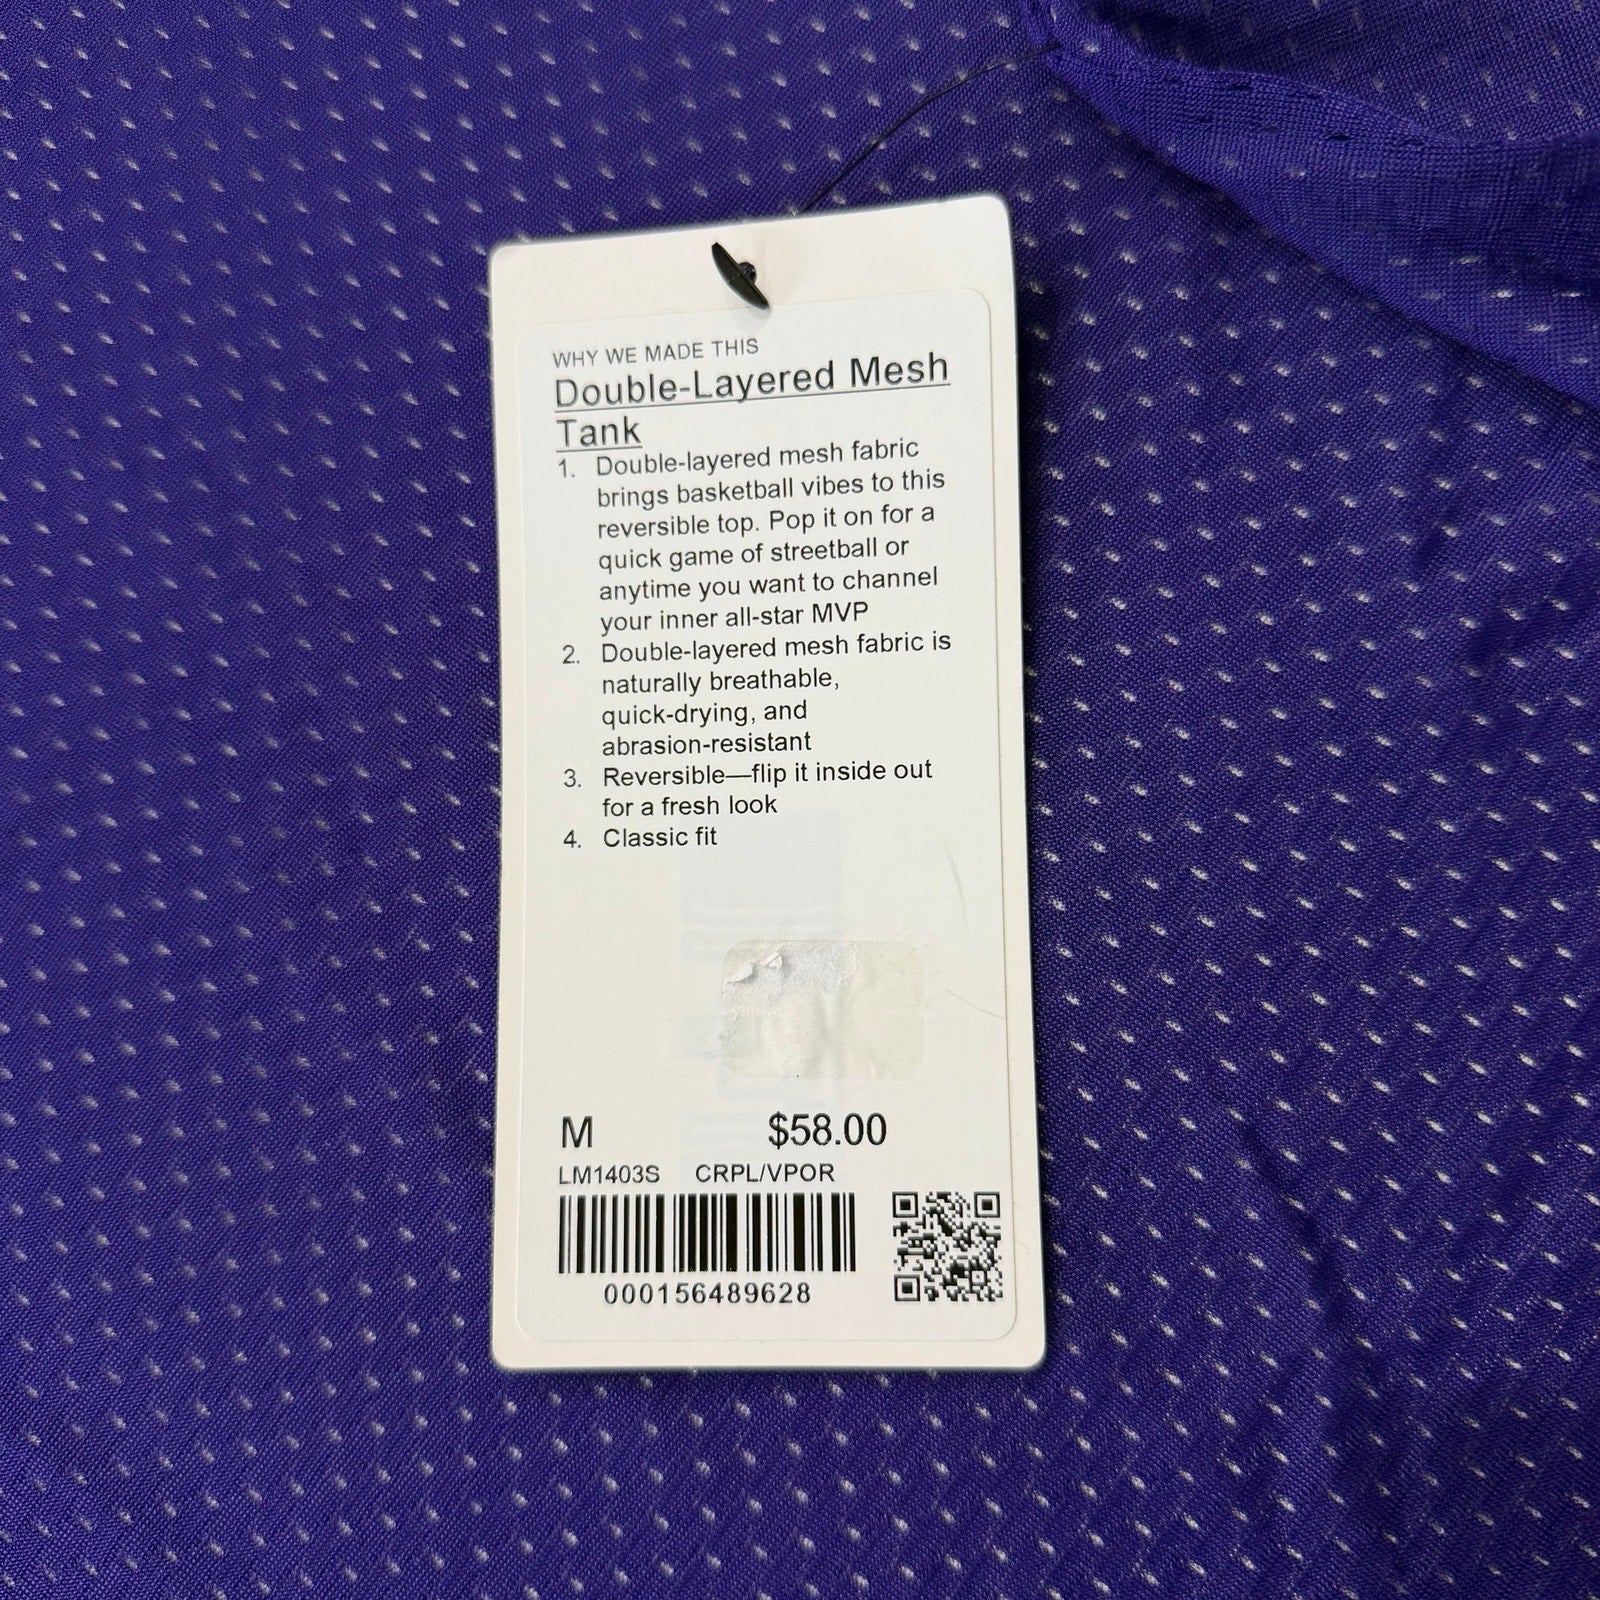 WHY WE MADE THIS
Double-Layered Mesh
Tank
1. Double-layered mesh fabric
brings basketball vibes to this
reversible top. Pop it on for a
quick game of streetball or
anytime you want to channel
your inner all-star MVP
2. Double-layered mesh fabric is
naturally breathable,
quick-drying, and
abrasion-resistant
3. Reversible—flip it inside out
for a fresh look
4. Classic fit
M $58.00
LM1403S CRPL/VPOR
000156489628